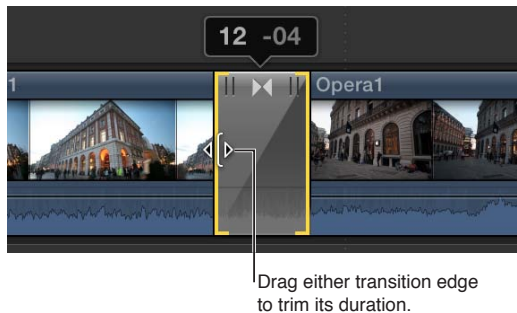 12 -04
1
Opera1
Drag either transition edge
to trim its duration.